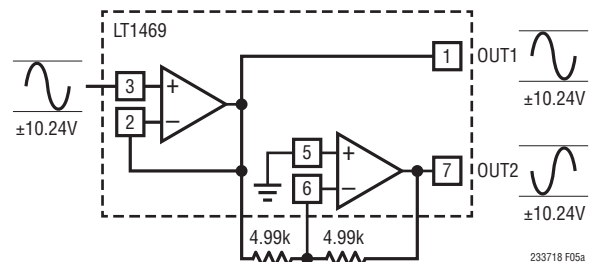 LT1469
1
OUT1
3
+
±10.24V
±10.24V
2
−
5
+
7
OUT2
6
−
±10.24V
4.99k
4.99k
233718 F05a